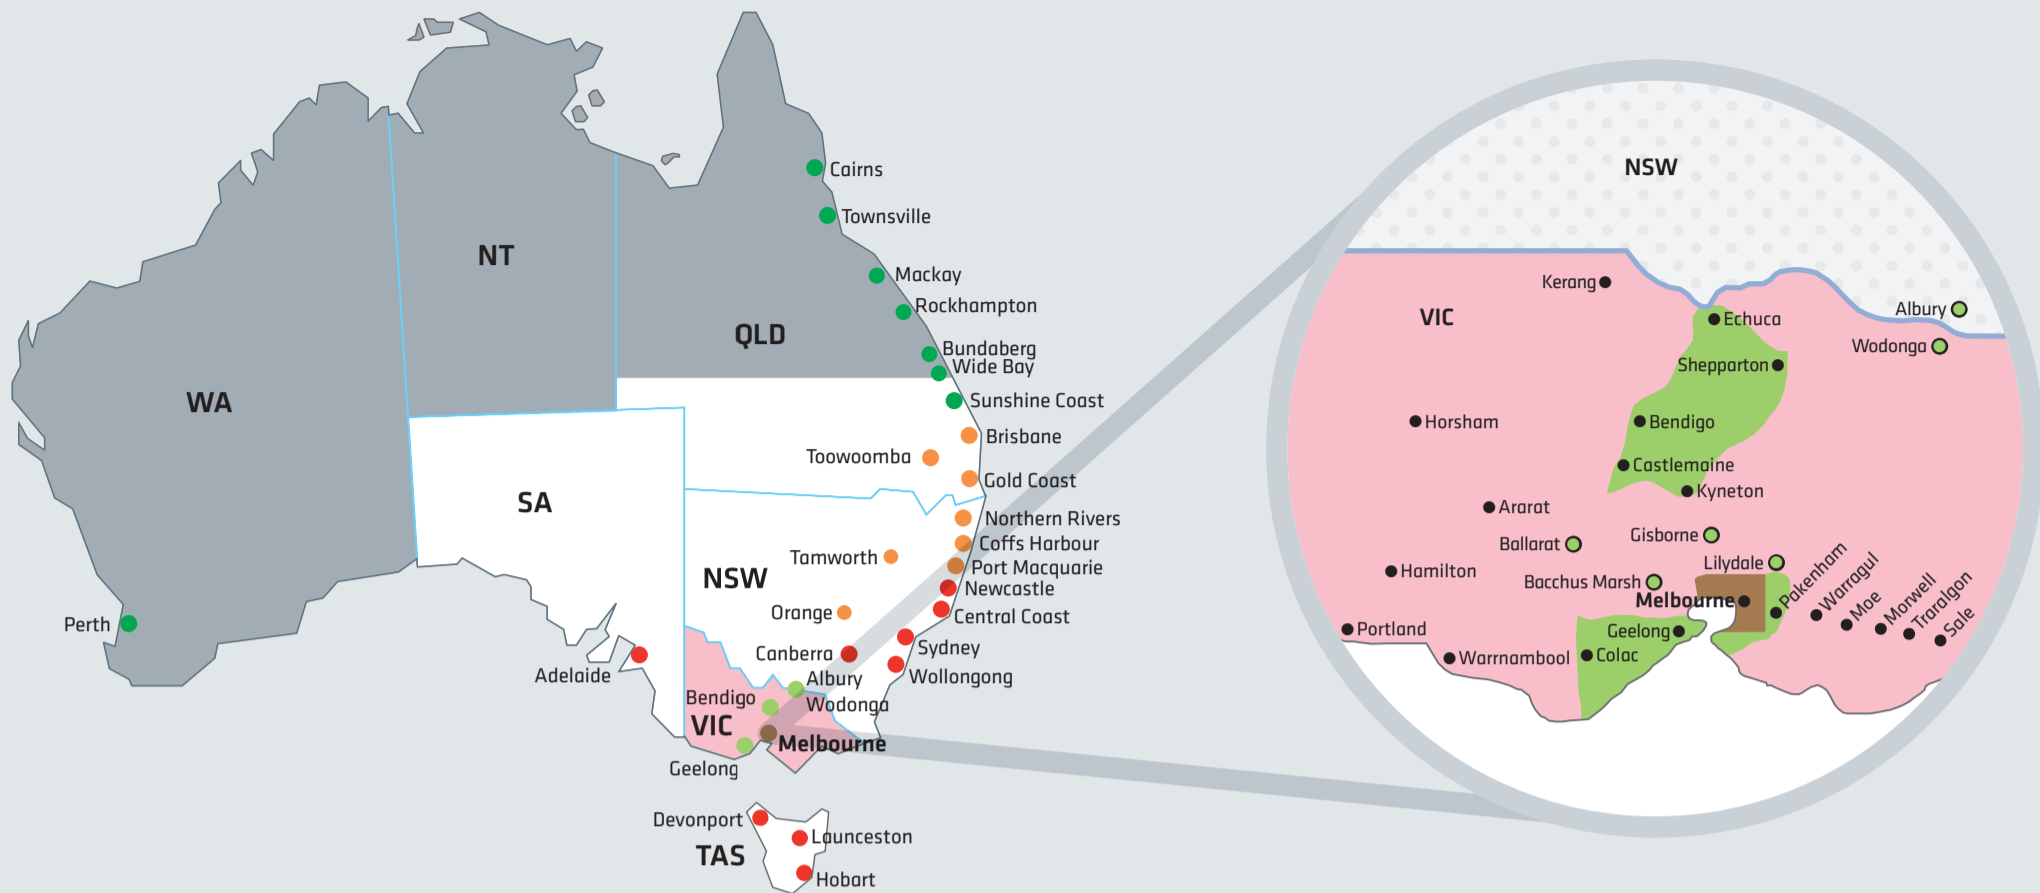 Cairns
Townsville
NT
Mackay
Rockhampton
QLD
Bundaberg
Wide Bay
WA
Sunshine Coast
Brisbane
Toowoomba
Gold Coast
SA
Northern Rivers
Coffs Harbour
Tamworth
Port Macquarie
NSW
Newcastle
Orange
Central Coast
Perth
Sydney
Canberra
Adelaide
Wollongong
Albury
Bendigo
Wodonga
VIC
Melbourne
Geelong
Devonport
Launceston
TAS
Hobart
NSW
Kerang
Albury
VIC
Echuca
Wodonga
Shepparton
Horsham
Bendigo
Castlemaine
Kyneton
Ararat
Gisborne
Ballarat
Lilydale
Hamilton
Bacchus Marsh
Pakenham
Warragul
Moe
Morwell
Traralgon
Sale
Melbourne
Portland
Geelong
Warrnambool
Colac